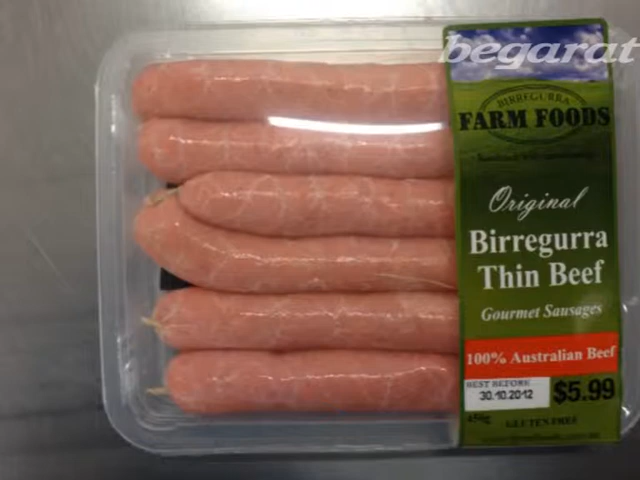 begarat
BIRREGURRA
FARM FOODS
Original
Birregurra
Thin Beef
Gourmet Sausages
100% Australian Beef
BEST BEFORE
30.10.2012
$5.99
450g
GLUTEN FREE